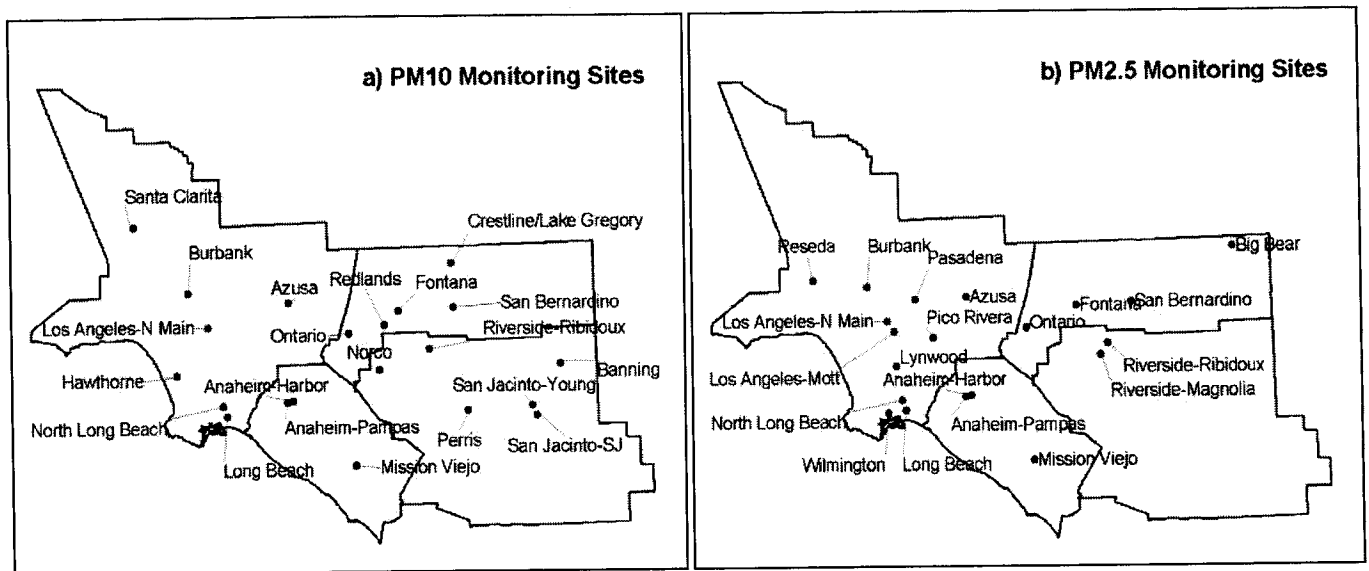 a) PM10 Monitoring Sites
Santa Clarita
Crestline/Lake Gregory
Burbank
Redlands
Fontana
Azusa
San Bernardino
Los Angeles-N Main
Ontario
Riverside-Ribidoux
Norco
Banning
Hawthorne
Anaheim-Harbor
San Jacinto-Young
North Long Beach
Anaheim-Pampas
Perris
San Jacinto-SJ
Long Beach
Mission Viejo
b) PM2.5 Monitoring Sites
Reseda
Burbank
Big Bear
Pasadena
Azusa
Fontana
San Bernardino
Los Angeles-N Main
Pico Rivera
Ontario
Lynwood
Riverside-Ribidoux
Los Angeles-Mott
Anaheim-Harbor
Riverside-Magnolia
North Long Beach
Anaheim-Pampas
Wilmington
Long Beach
Mission Viejo